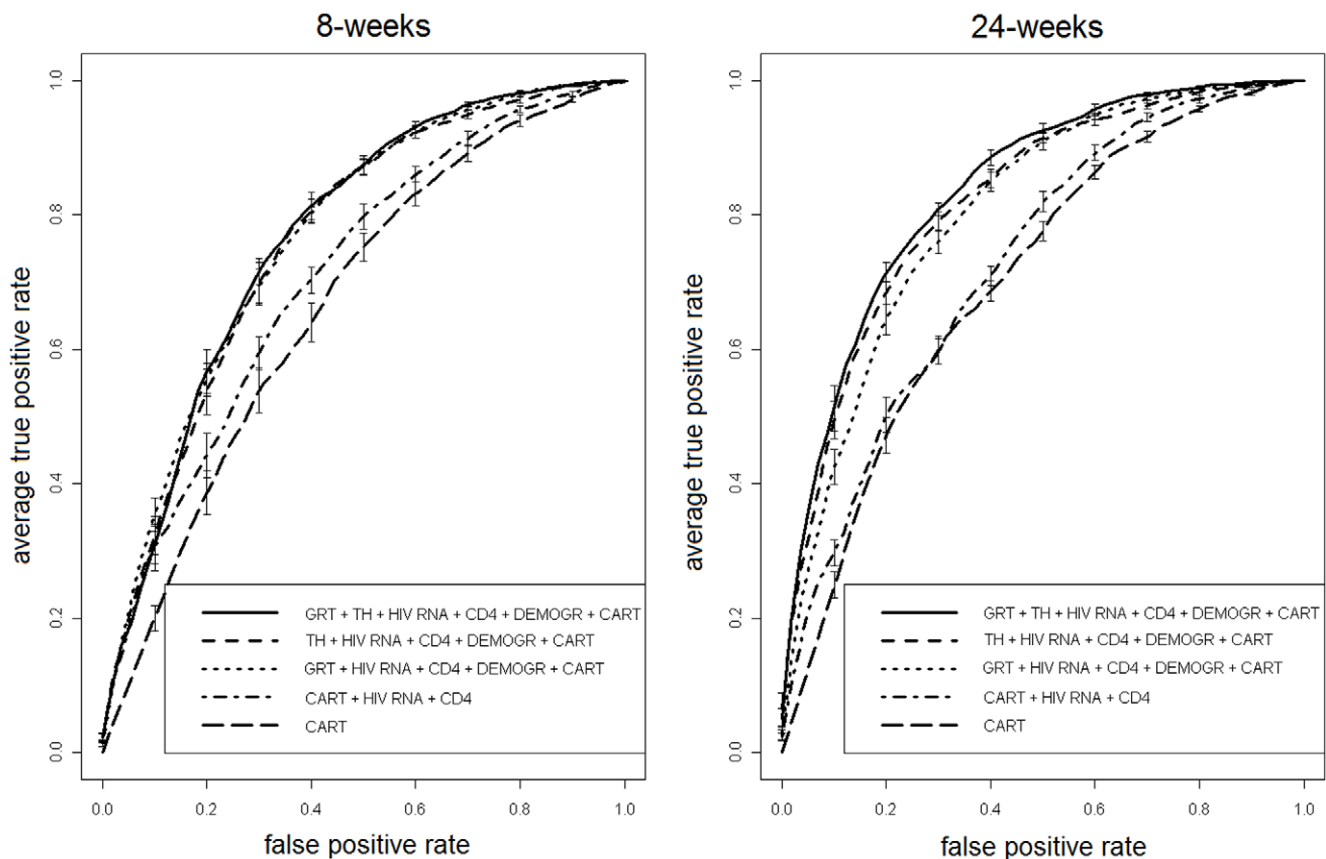 8-weeks
average true positive rate
1.0
0.8
0.6
0.4
0.2
0.0
GRT + TH + HIV RNA + CD4 + DEMOGR + CART
TH + HIV RNA + CD4 + DEMOGR + CART
GRT + HIV RNA + CD4 + DEMOGR + CART
CART + HIV RNA + CD4
CART
0.0 0.2 0.4 0.6 0.8 1.0
false positive rate
24-weeks
average true positive rate
1.0
0.8
0.6
0.4
0.2
0.0
GRT + TH + HIV RNA + CD4 + DEMOGR + CART
TH + HIV RNA + CD4 + DEMOGR + CART
GRT + HIV RNA + CD4 + DEMOGR + CART
CART + HIV RNA + CD4
CART
0.0 0.2 0.4 0.6 0.8 1.0
false positive rate